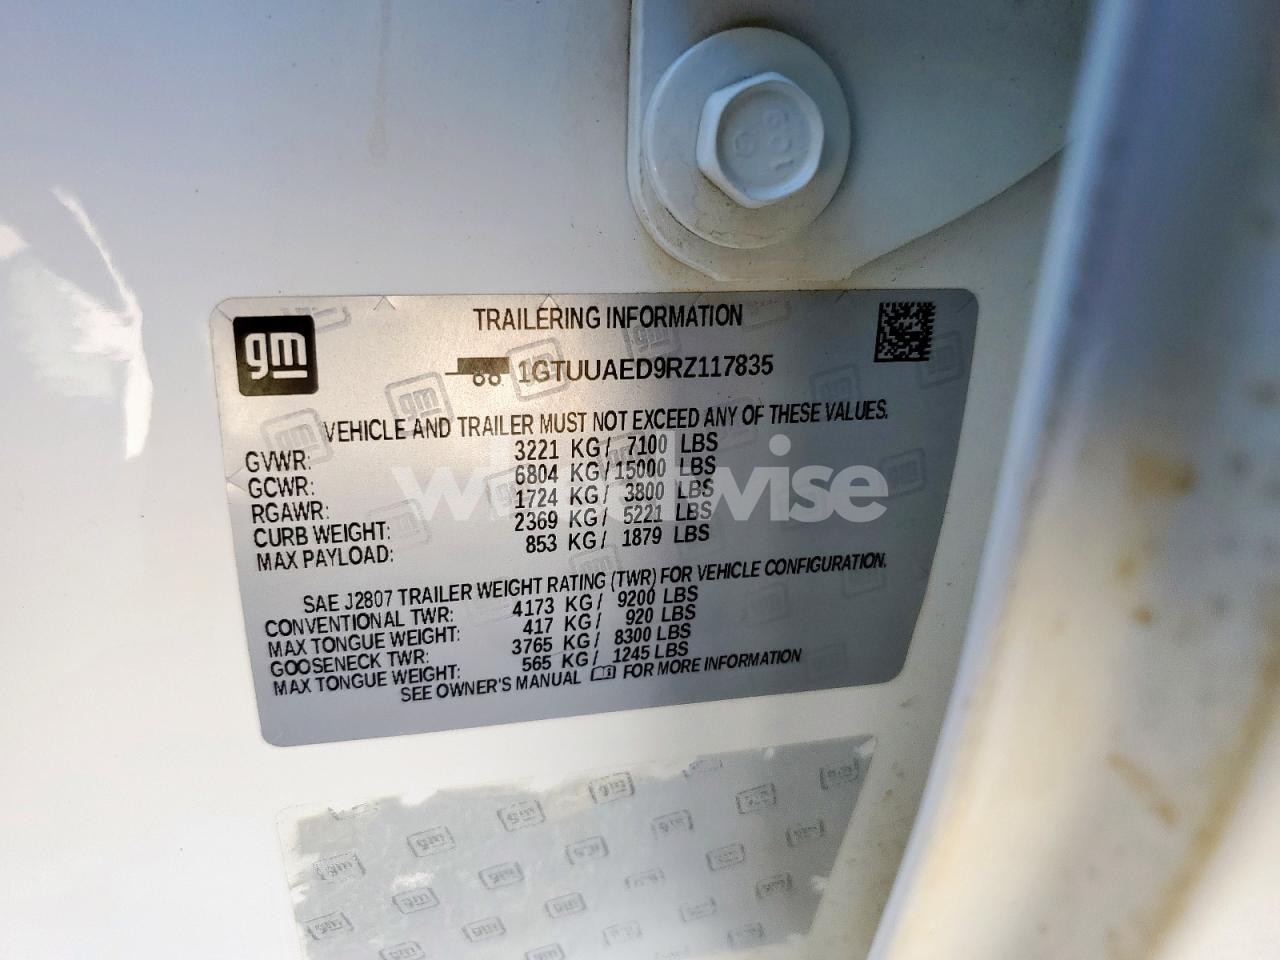 601
gm
TRAILERING INFORMATION
1GTUUAED9RZ117835
VEHICLE AND TRAILER MUST NOT EXCEED ANY OF THESE VALUES.
GVWR: 3221 KG / 7100 LBS
GCWR: 6804 KG / 15000 LBS
RGAWR: 1724 KG / 3800 LBS
CURB WEIGHT: 2369 KG / 5221 LBS
MAX PAYLOAD: 853 KG / 1879 LBS
SAE J2807 TRAILER WEIGHT RATING (TWR) FOR VEHICLE CONFIGURATION.
CONVENTIONAL TWR: 4173 KG / 9200 LBS
MAX TONGUE WEIGHT: 417 KG / 920 LBS
GOOSENECK TWR: 3765 KG / 8300 LBS
MAX TONGUE WEIGHT: 565 KG / 1245 LBS
SEE OWNER'S MANUAL FOR MORE INFORMATION